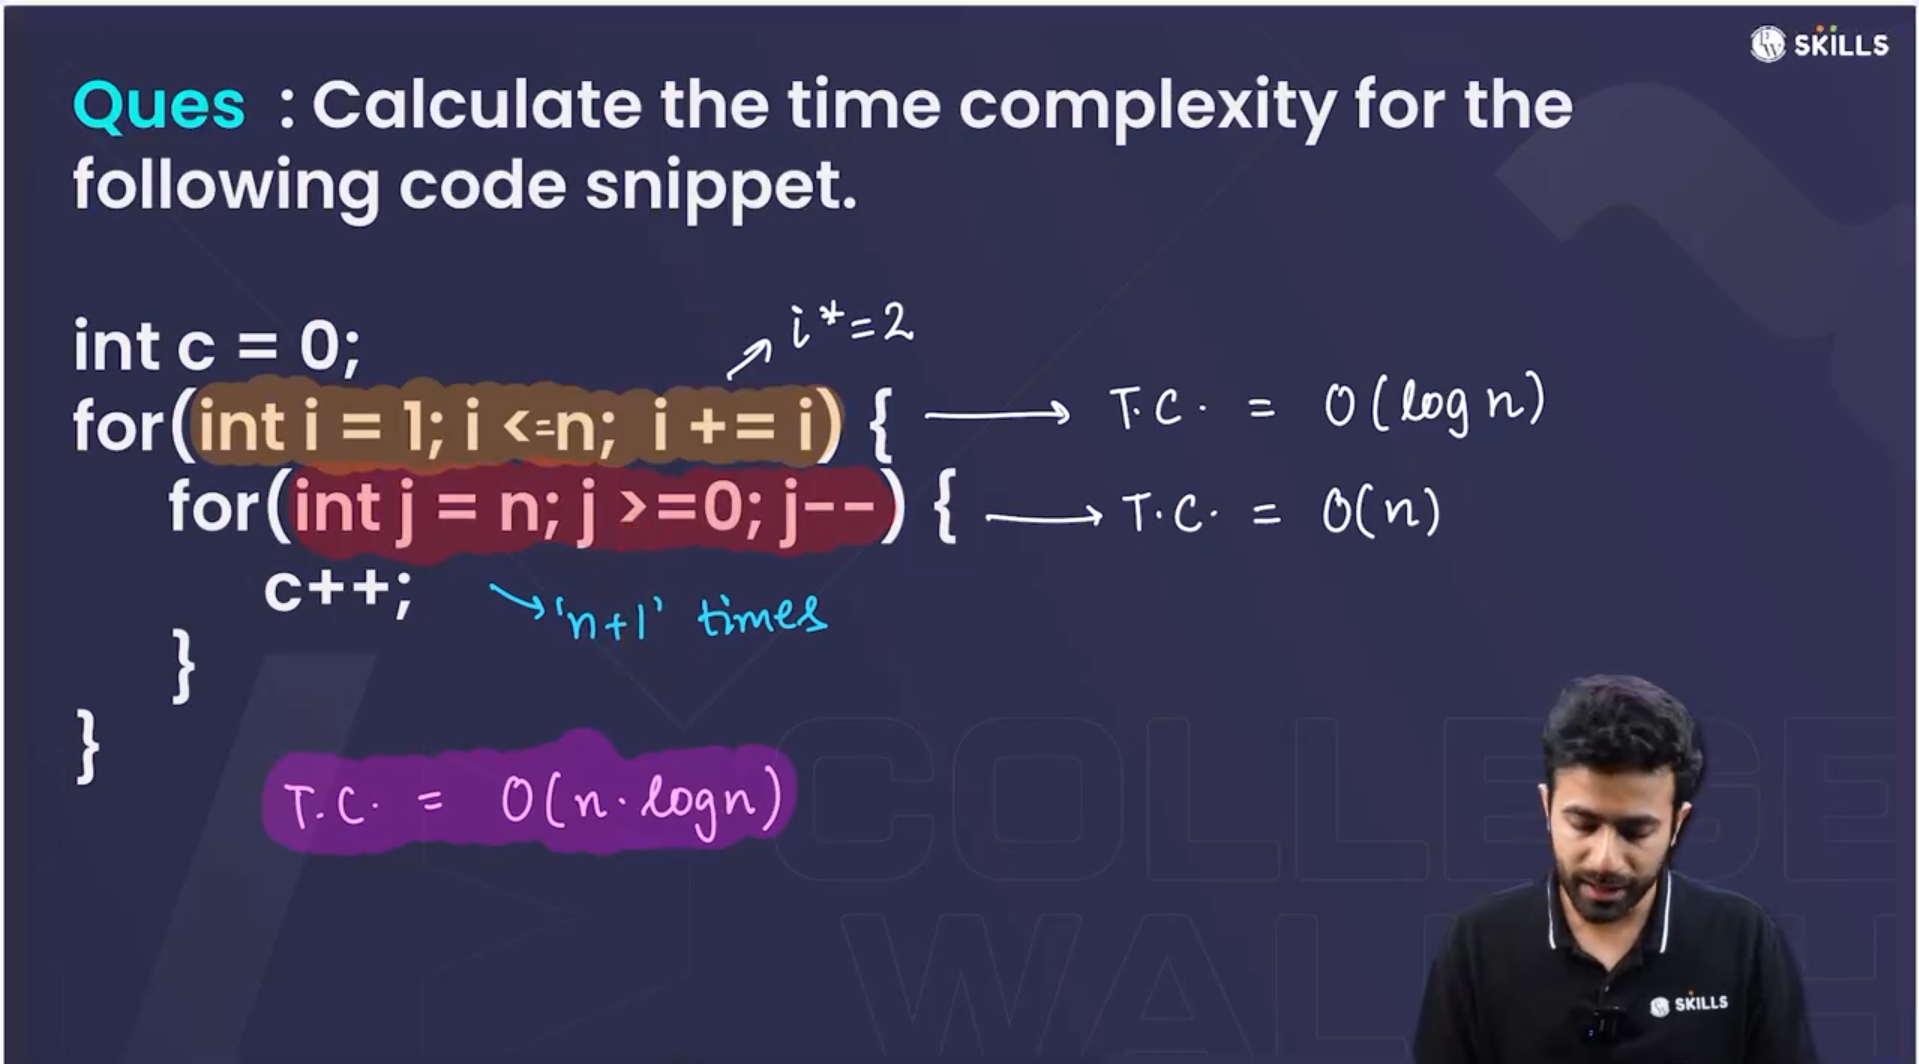 SKILLS
Ques : Calculate the time complexity for the
following code snippet.
i*=2
int c = 0;
for(int i = 1; i <=n; i += i) { T.C. = O(log n)
for(int j = n; j >=0; j--) { T.C. = O(n)
c++;
'n+1' times
}
}
T.C. = O(n.logn)
COLLEGE
WALLAH
SKILLS